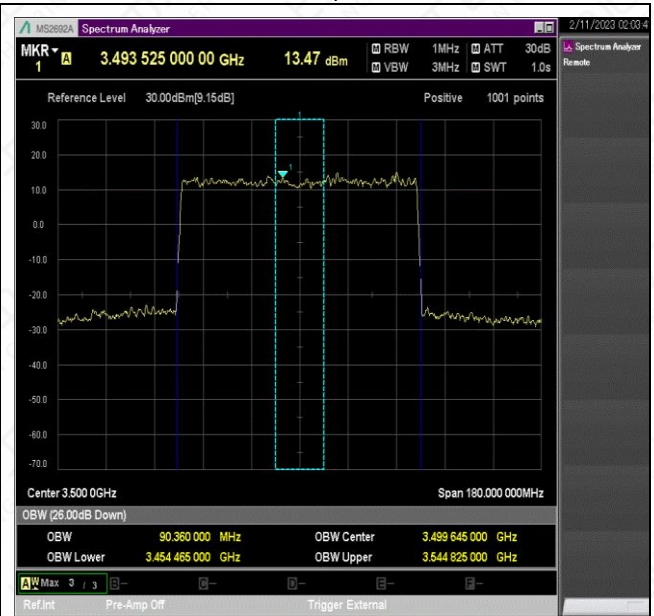 MS2692A Spectrum Analyzer
2/11/2023 02:03:4
MKR A 3.493 525 000 00 GHz 13.47 dBm M RBW 1MHz M ATT 30dB
1 M VBW 3MHz M SWT 1.0s
Spectrum Analyzer
Remote
Reference Level 30.00dBm[9.15dB] Positive 1001 points
1
30.0
20.0
1
10.0
0.0
-10.0
-20.0
-30.0
-40.0
-50.0
-60.0
-70.0
Center 3.500 0GHz Span 180.000 000MHz
OBW (26.00dB Down)
OBW 90.360 000 MHz OBW Center 3.499 645 000 GHz
OBW Lower 3.454 465 000 GHz OBW Upper 3.544 825 000 GHz
A W Max 3 / 3 B- C- D- E- F-
Ref.Int Pre-Amp Off Trigger External